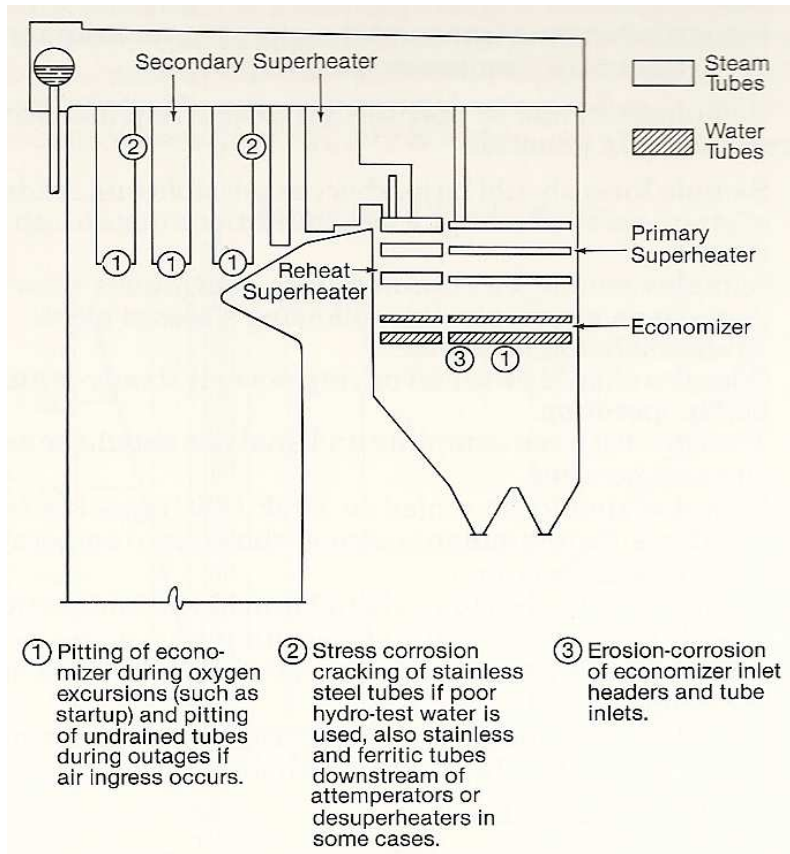 Secondary Superheater
Steam
Tubes
Water
Tubes
2
2
1
1
1
Reheat
Superheater
Primary
Superheater
Economizer
3
1
1 Pitting of econo-
mizer during oxygen
excursions (such as
startup) and pitting
of undrained tubes
during outages if
air ingress occurs.
2 Stress corrosion
cracking of stainless
steel tubes if poor
hydro-test water is
used, also stainless
and ferritic tubes
downstream of
attemperators or
desuperheaters in
some cases.
3 Erosion-corrosion
of economizer inlet
headers and tube
inlets.